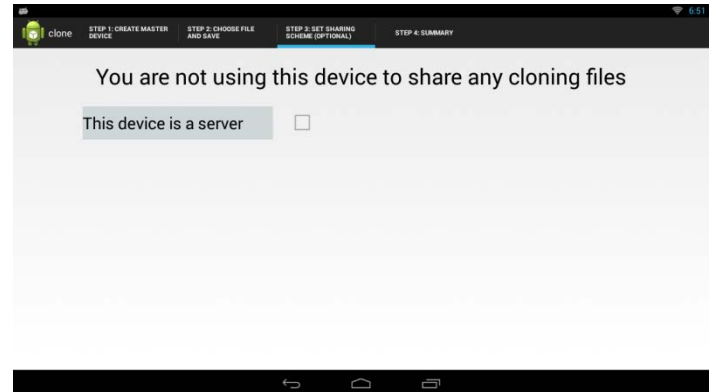 6:51
clone
STEP 1: CREATE MASTER
DEVICE
STEP 2: CHOOSE FILE
AND SAVE
STEP 3: SET SHARING
SCHEME (OPTIONAL)
STEP 4: SUMMARY
You are not using this device to share any cloning files
This device is a server